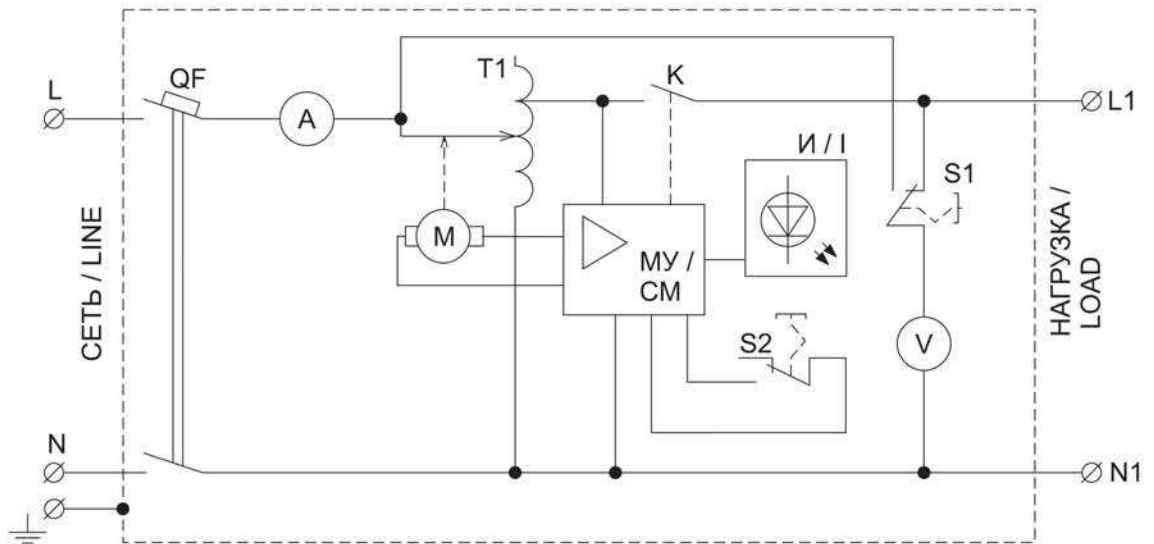 L
QF
A
T1
K
L1
И / I
S1
M
МУ /
СМ
S2
V
СЕТЬ / LINE
НАГРУЗКА /
LOAD
N
N1